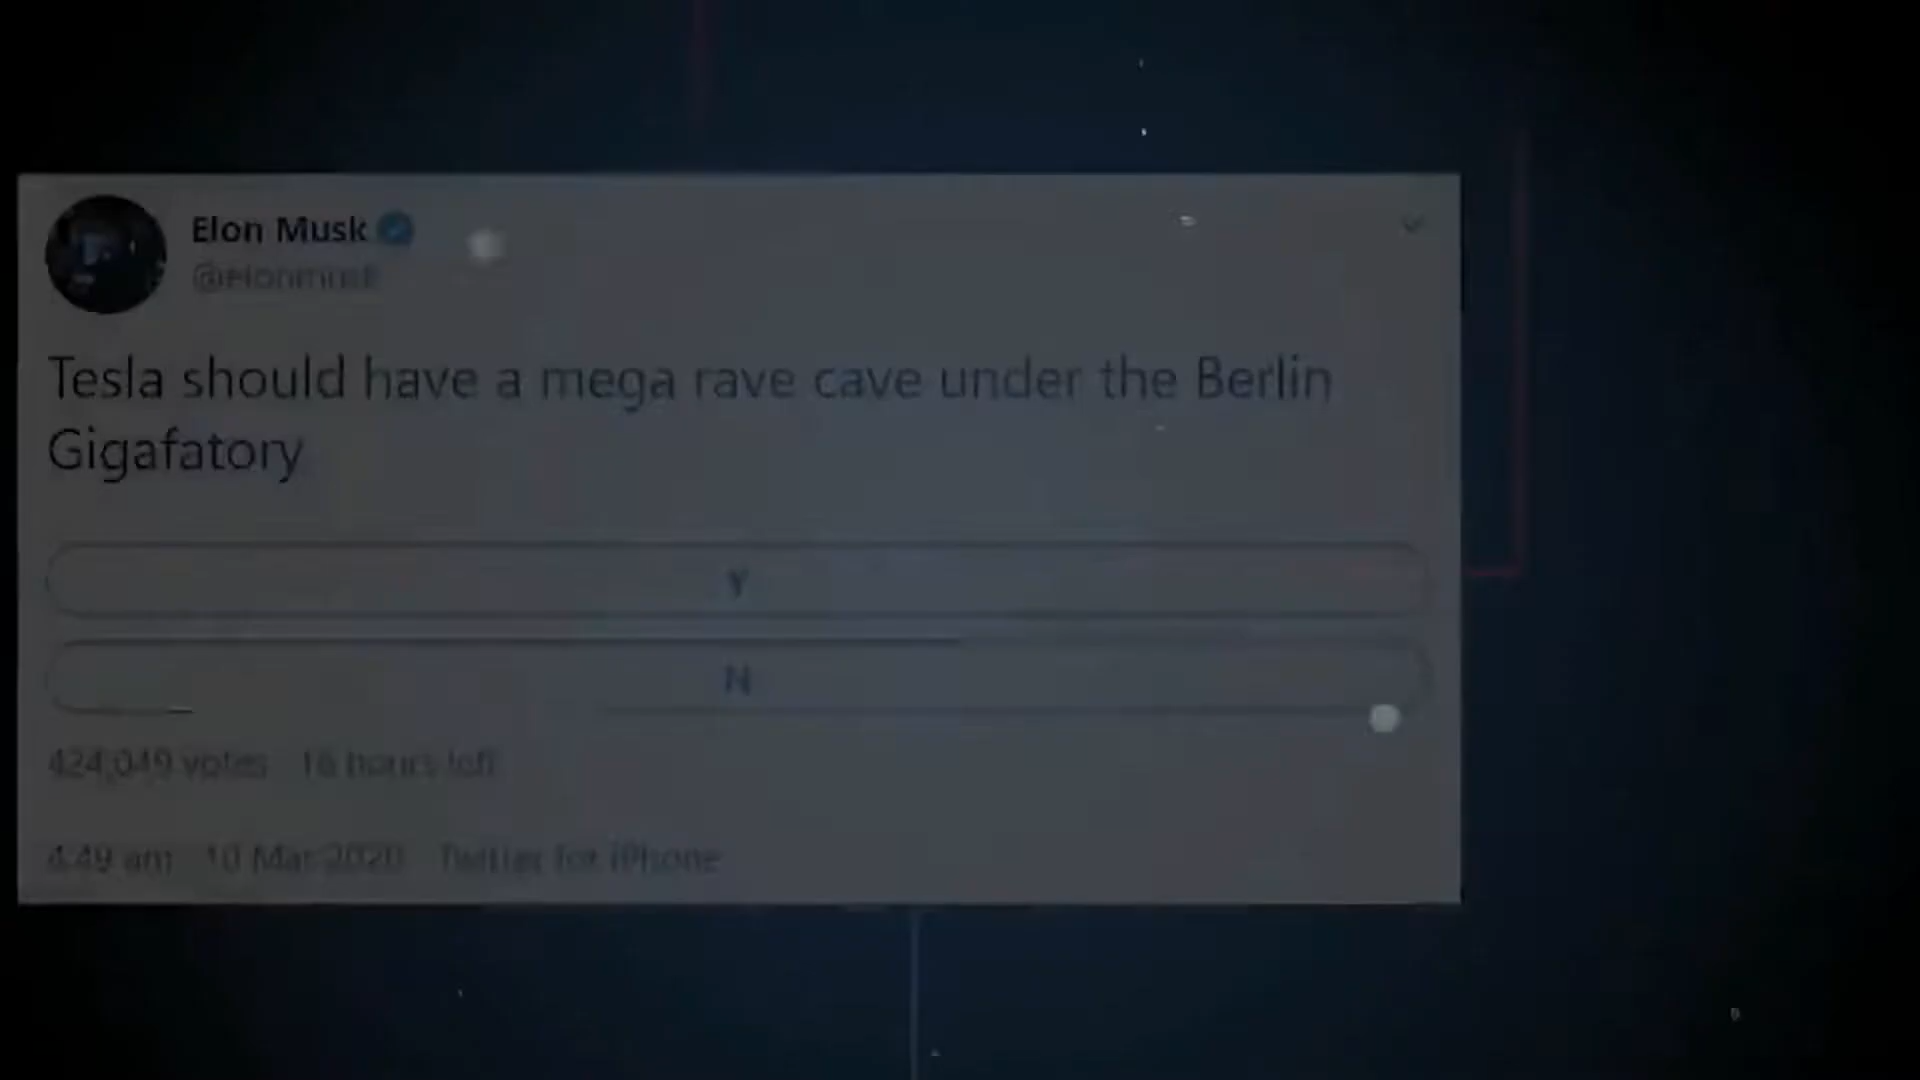 Elon Musk
@elonmusk
Tesla should have a mega rave cave under the Berlin
Gigafatory
Y
N
424,049 votes · 16 hours left
4:49 am · 10 Mar 2020 · Twitter for iPhone